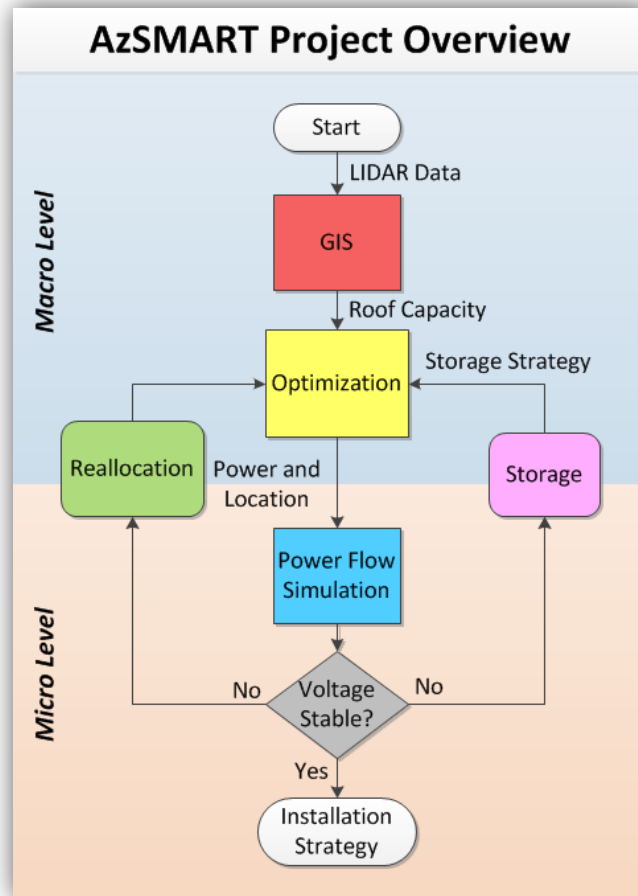 AzSMART Project Overview
Macro Level
Start
LIDAR Data
GIS
Roof Capacity
Optimization
Storage Strategy
Reallocation
Power and
Location
Storage
Micro Level
Power Flow
Simulation
No
Voltage
Stable?
No
Yes
Installation
Strategy